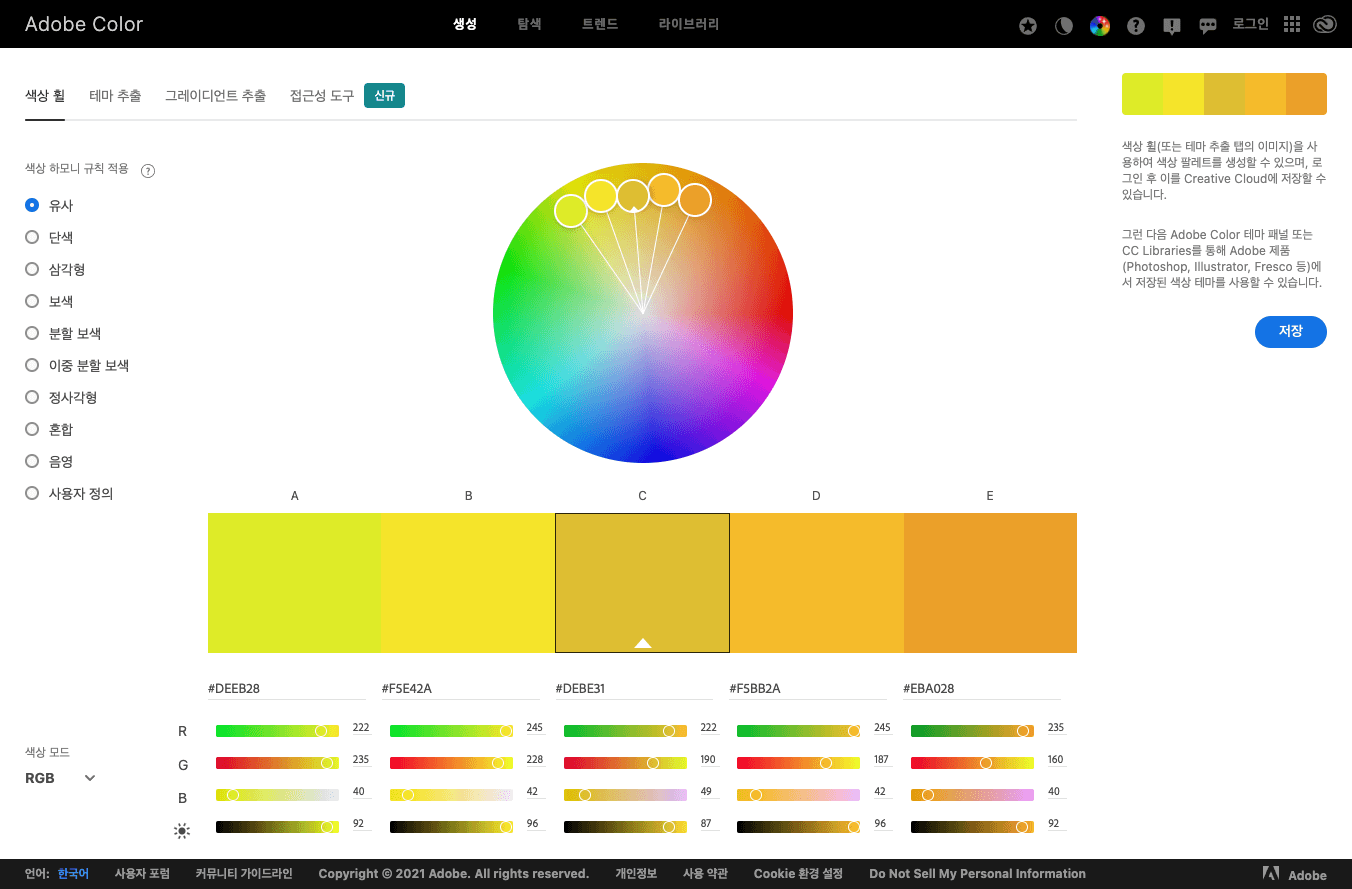 Adobe Color
생성 탐색 트렌드 라이브러리
로그인
색상 휠 테마 추출 그레이디언트 추출 접근성 도구 신규
색상 하모니 규칙 적용 ?
유사
단색
삼각형
보색
분할 보색
이중 분할 보색
정사각형
혼합
음영
사용자 정의
색상 휠(또는 테마 추출 탭의 이미지)을 사
용하여 색상 팔레트를 생성할 수 있으며, 로
그인 후 이를 Creative Cloud에 저장할 수
있습니다.
그런 다음 Adobe Color 테마 패널 또는
CC Libraries를 통해 Adobe 제품
(Photoshop, Illustrator, Fresco 등)에
서 저장된 색상 테마를 사용할 수 있습니다.
저장
A B C D E
#DEEB28 #F5E42A #DEBE31 #F5BB2A #EBA028
R 222 245 222 245 235
G 235 228 190 187 160
B 40 42 49 42 40
92 96 87 96 92
색상 모드
RGB
언어: 한국어 사용자 포럼 커뮤니티 가이드라인 Copyright © 2021 Adobe. All rights reserved. 개인정보 사용 약관 Cookie 환경 설정 Do Not Sell My Personal Information Adobe